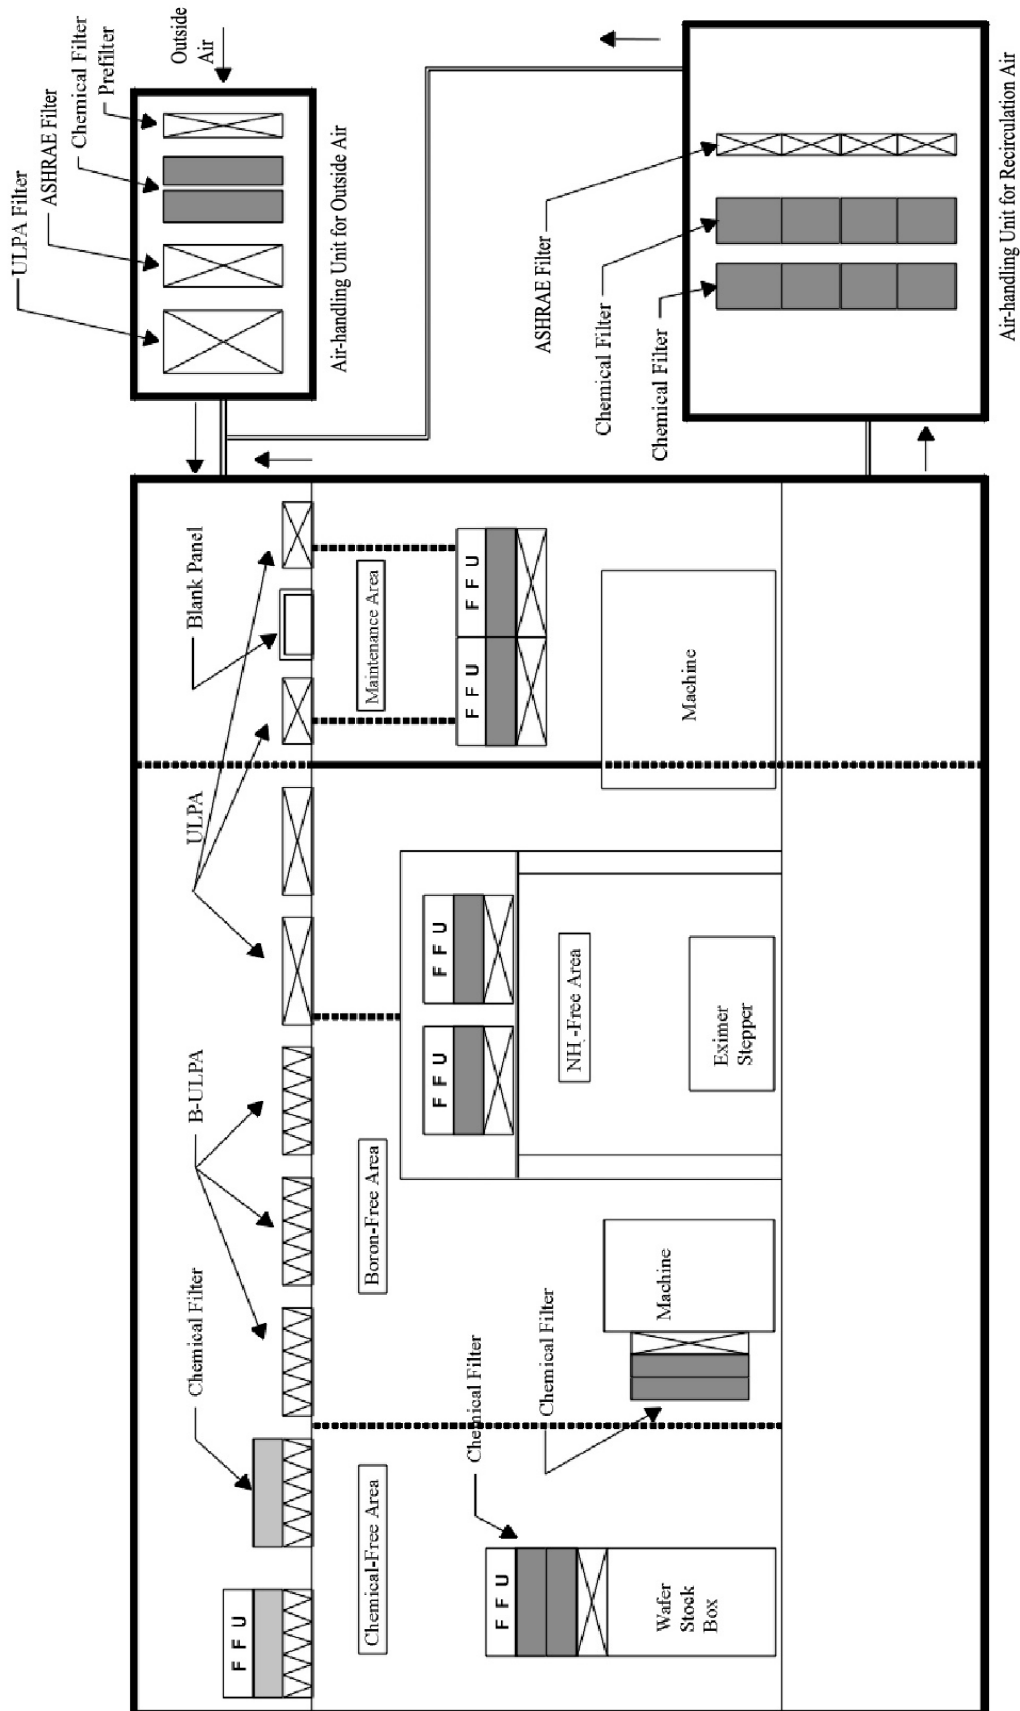 Outside
Air
Prefilter
Chemical Filter
ASHRAE Filter
ULPA Filter
Air-handling Unit for Outside Air
ASHRAE Filter
Chemical Filter
Chemical Filter
Air-handling Unit for Recirculation Air
Chemical Filter
B-ULPA
ULPA
Blank Panel
F F U
Chemical-Free Area
Boron-Free Area
Maintenance Area
F F U
F F U
F F U
F F U
NH₃-Free Area
Eximer
Stepper
Chemical Filter
Chemical Filter
F F U
Wafer
Stock
Box
Machine
Machine